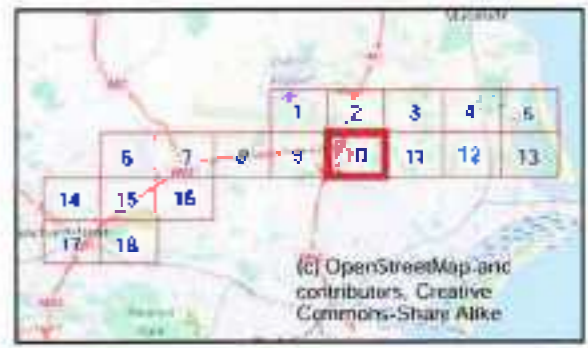 1 2 3 4 5
6 7 8 9 10 11 12 13
14 15 16
17 18
(c) OpenStreetMap and
contributors, Creative
Commons-Share Alike